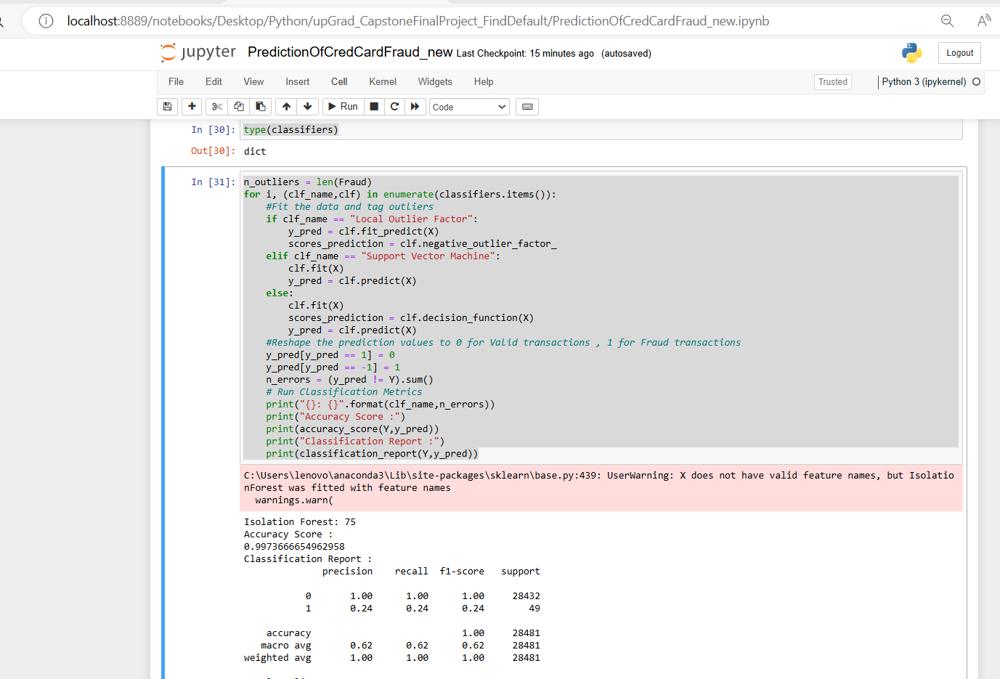 localhost:8889/notebooks/Desktop/Python/upGrad_CapstoneFinalProject_FindDefault/PredictionOfCredCardFraud_new.ipynb
jupyter PredictionOfCredCardFraud_new Last Checkpoint: 15 minutes ago (autosaved)
Logout
File Edit View Insert Cell Kernel Widgets Help
Trusted
Python 3 (ipykernel)
Run
Code
In [30]: type(classifiers)
Out[30]: dict
In [31]: n_outliers = len(Fraud)
for i, (clf_name,clf) in enumerate(classifiers.items()):
    #Fit the data and tag outliers
    if clf_name == "Local Outlier Factor":
        y_pred = clf.fit_predict(X)
        scores_prediction = clf.negative_outlier_factor_
    elif clf_name == "Support Vector Machine":
        clf.fit(X)
        y_pred = clf.predict(X)
    else:
        clf.fit(X)
        scores_prediction = clf.decision_function(X)
        y_pred = clf.predict(X)
    #Reshape the prediction values to 0 for Valid transactions , 1 for Fraud transactions
    y_pred[y_pred == 1] = 0
    y_pred[y_pred == -1] = 1
    n_errors = (y_pred != Y).sum()
    # Run Classification Metrics
    print("{}: {}".format(clf_name,n_errors))
    print("Accuracy Score :")
    print(accuracy_score(Y,y_pred))
    print("Classification Report :")
    print(classification_report(Y,y_pred))
C:\Users\lenovo\anaconda3\Lib\site-packages\sklearn\base.py:439: UserWarning: X does not have valid feature names, but Isolatio
nForest was fitted with feature names
  warnings.warn(
Isolation Forest: 75
Accuracy Score :
0.9973666654962958
Classification Report :
              precision    recall  f1-score   support
           0       1.00      1.00      1.00     28432
           1       0.24      0.24      0.24        49
    accuracy                           1.00     28481
   macro avg       0.62      0.62      0.62     28481
weighted avg       1.00      1.00      1.00     28481